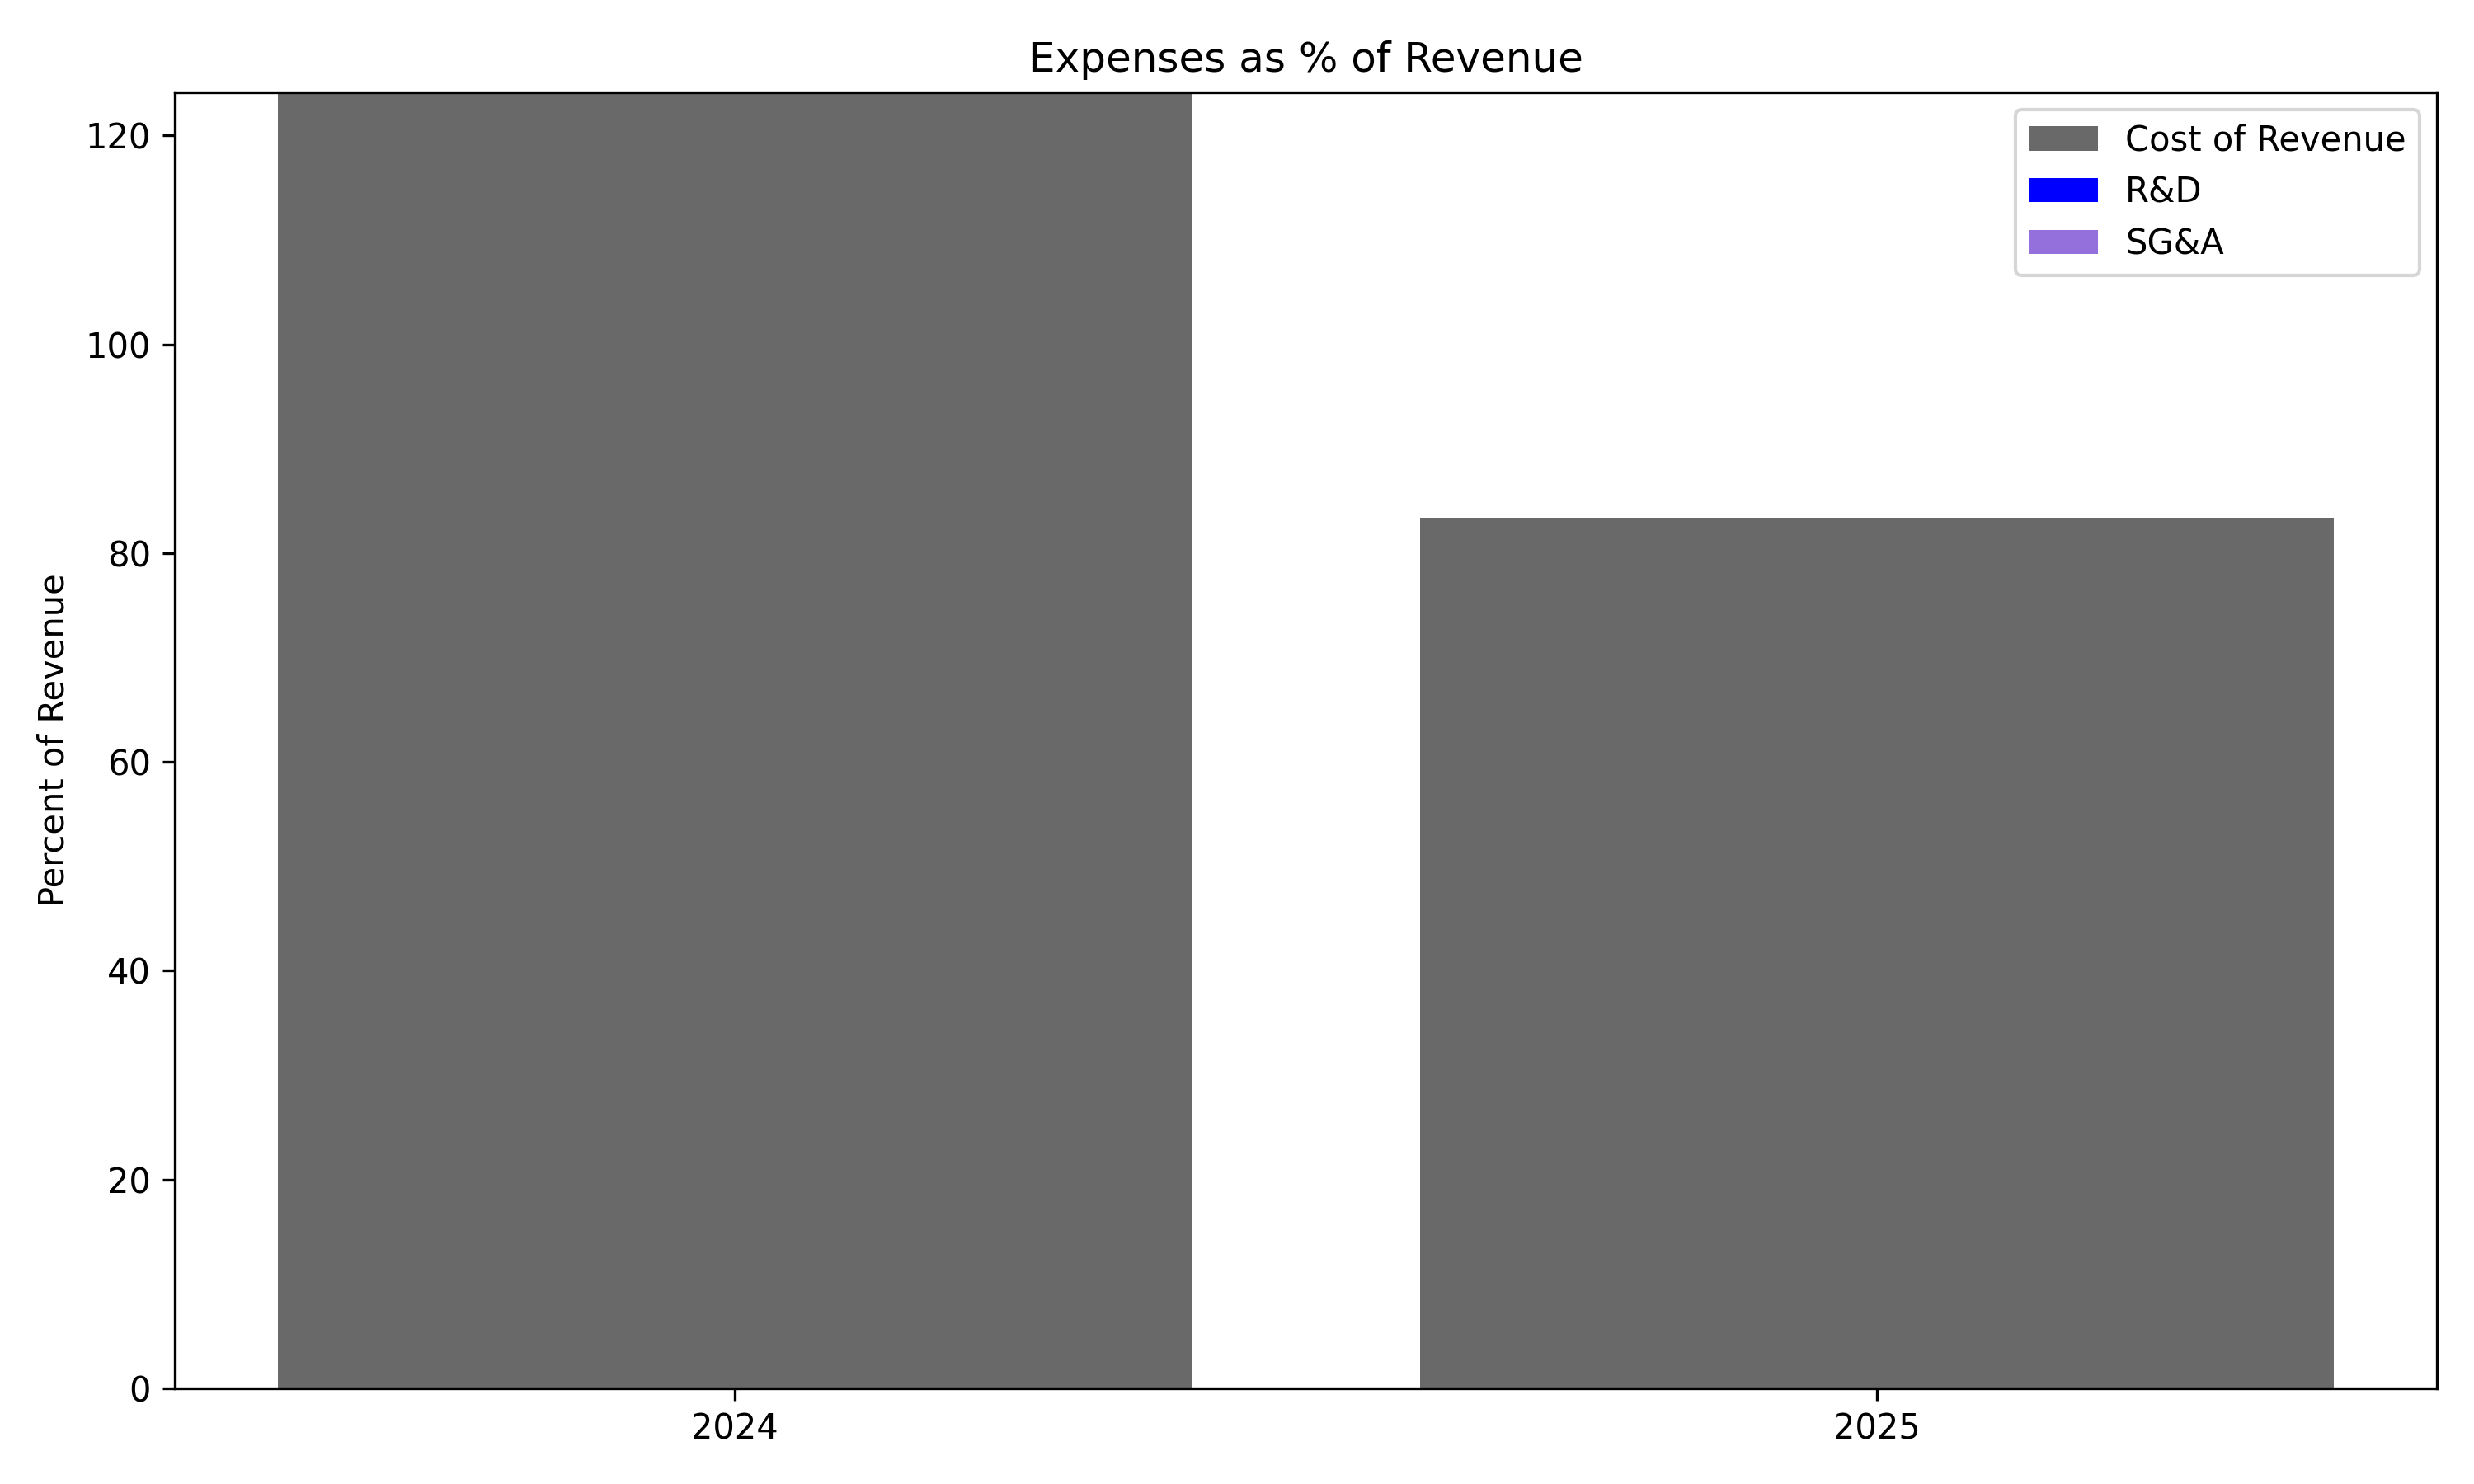 Expenses as % of Revenue
Percent of Revenue
120
100
80
60
40
20
0
2024
2025
Cost of Revenue
R&D
SG&A